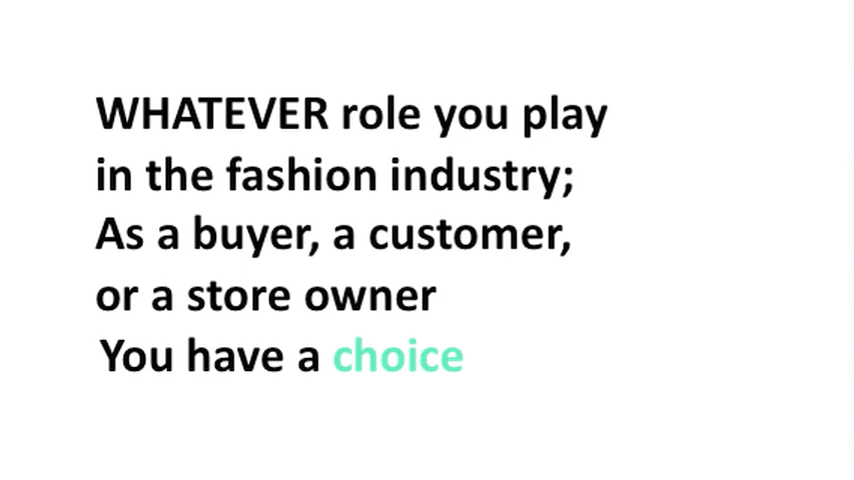 WHATEVER role you play
in the fashion industry;
As a buyer, a customer,
or a store owner
You have a choice